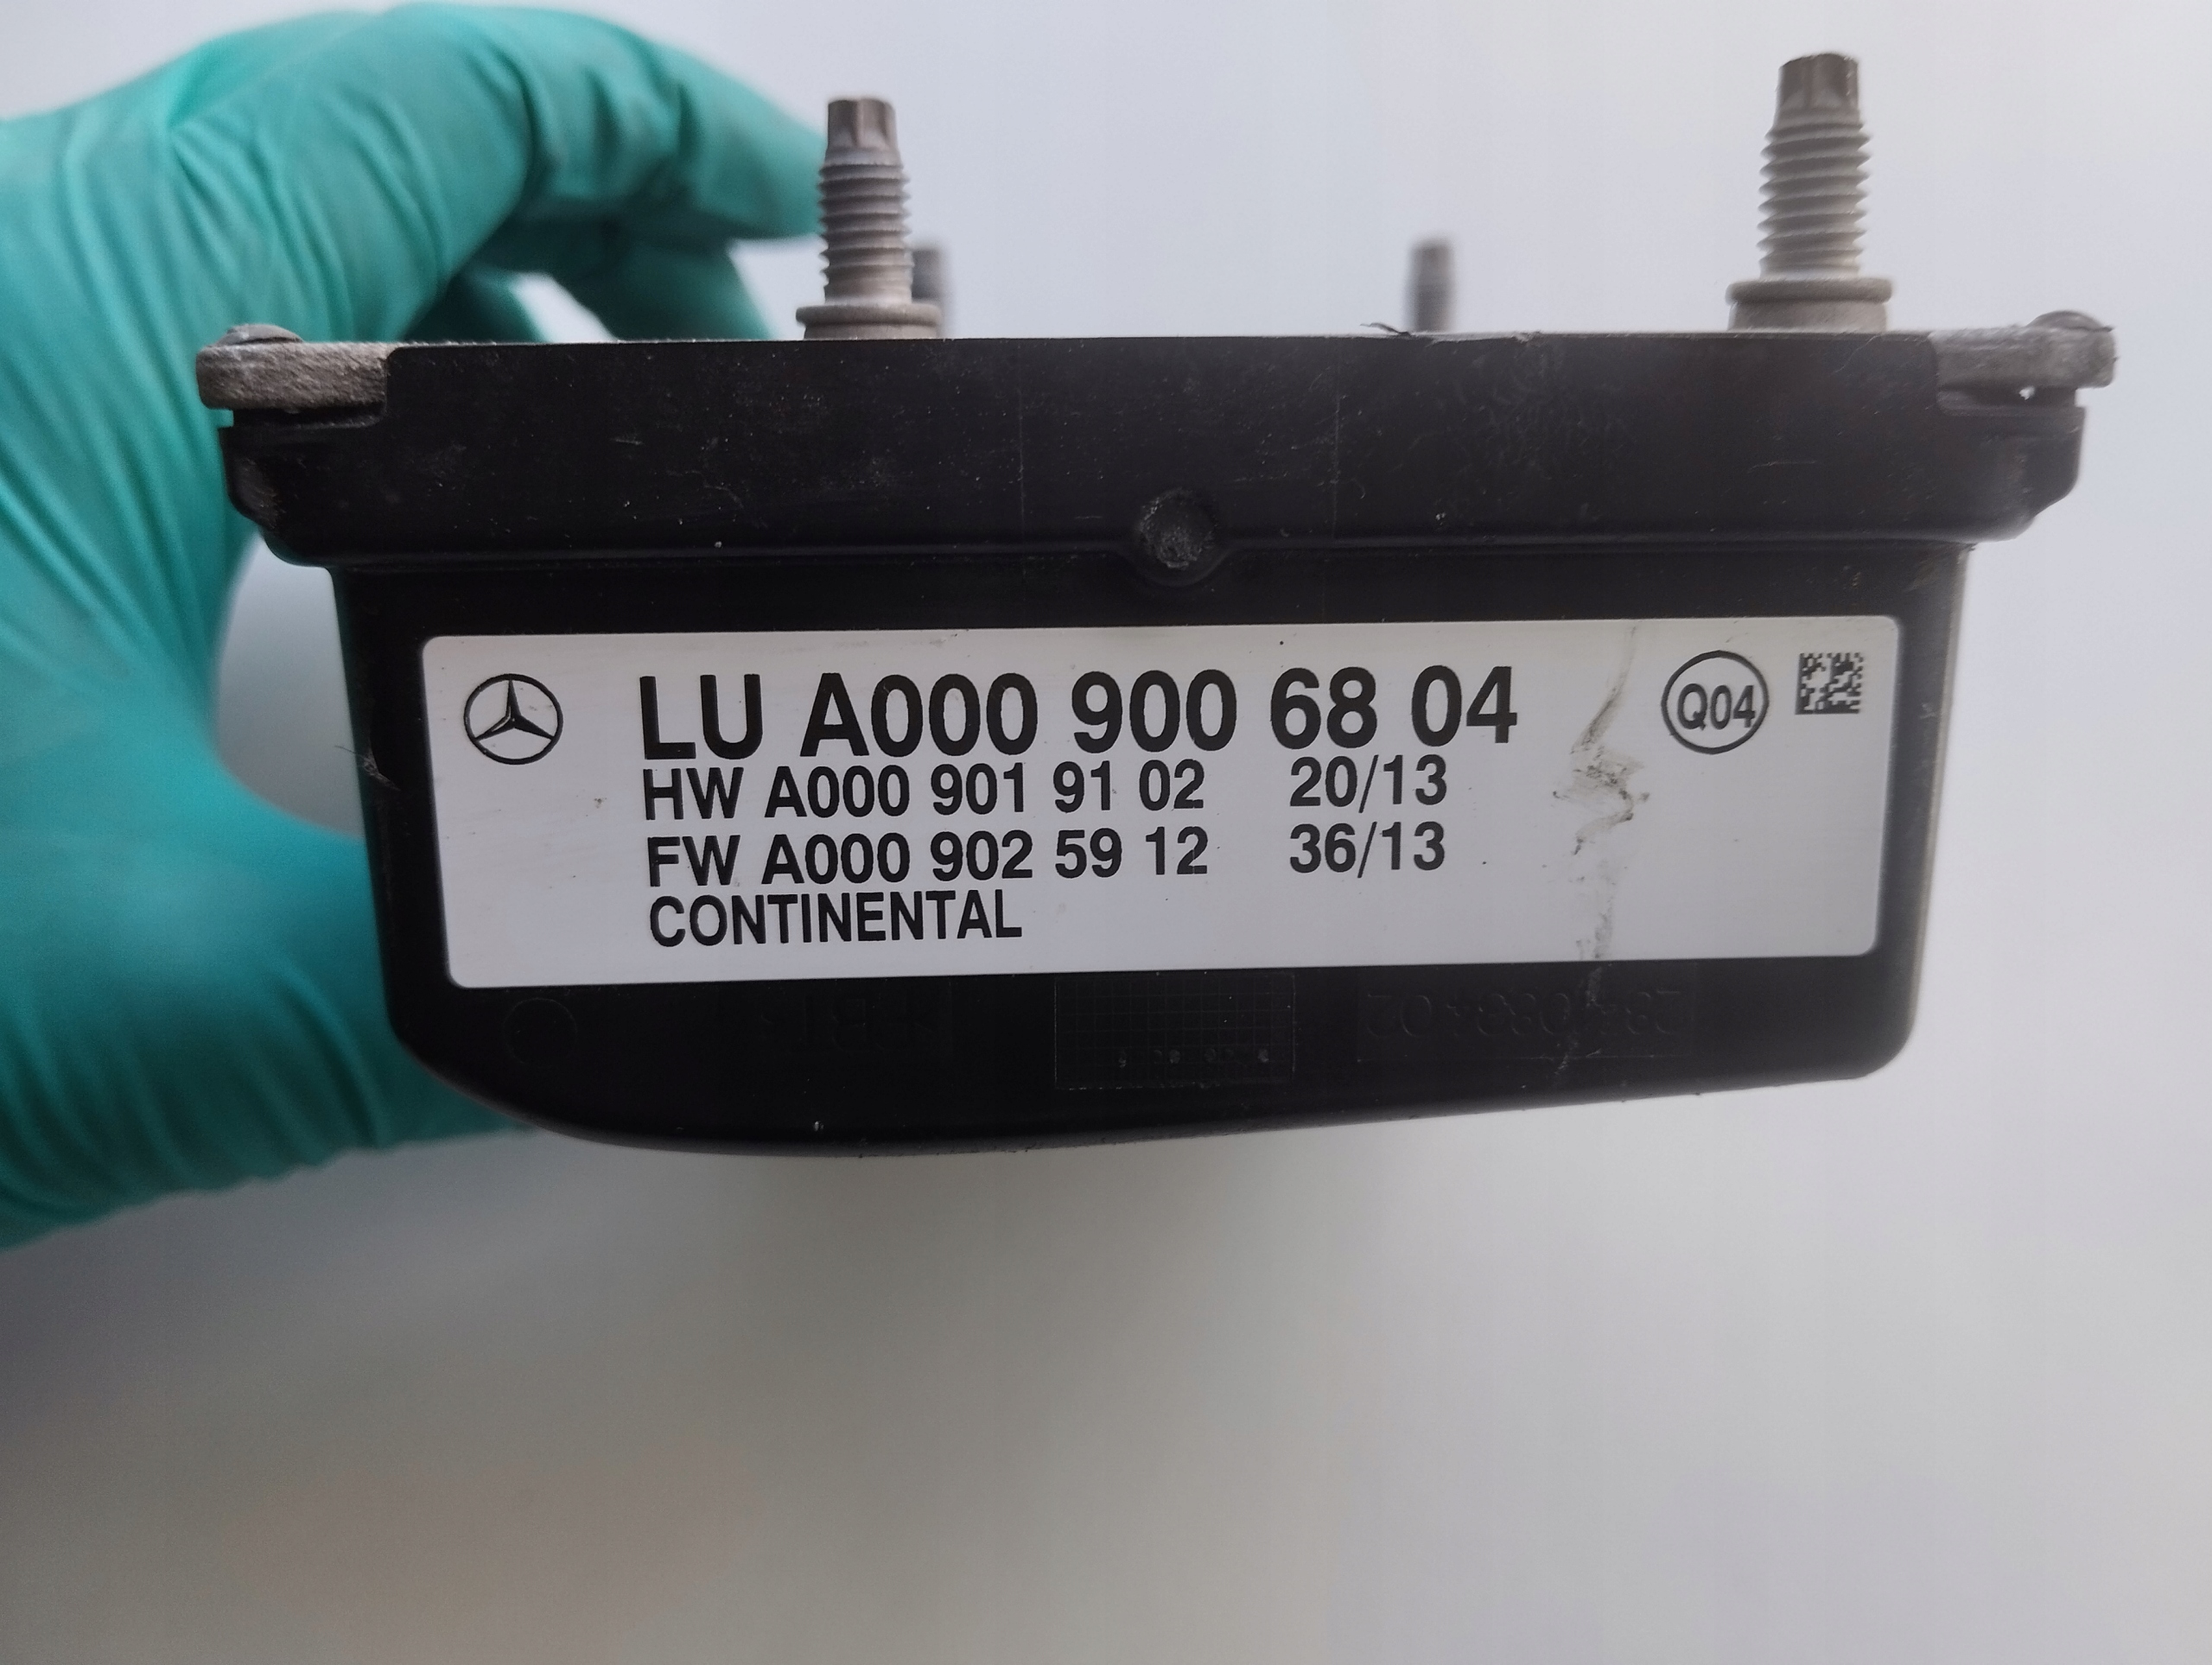 LU A000 900 68 04
Q04
HW A000 901 91 02 20/13
FW A000 902 59 12 36/13
CONTINENTAL